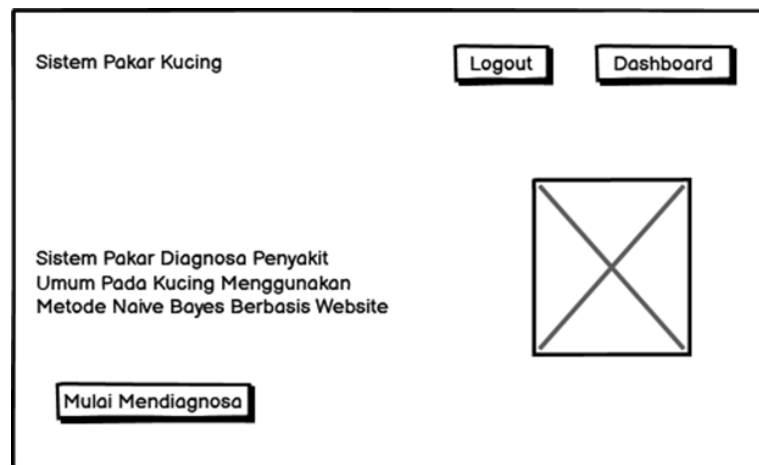 Sistem Pakar Kucing
Logout
Dashboard
Sistem Pakar Diagnosa Penyakit
Umum Pada Kucing Menggunakan
Metode Naive Bayes Berbasis Website
Mulai Mendiagnosa